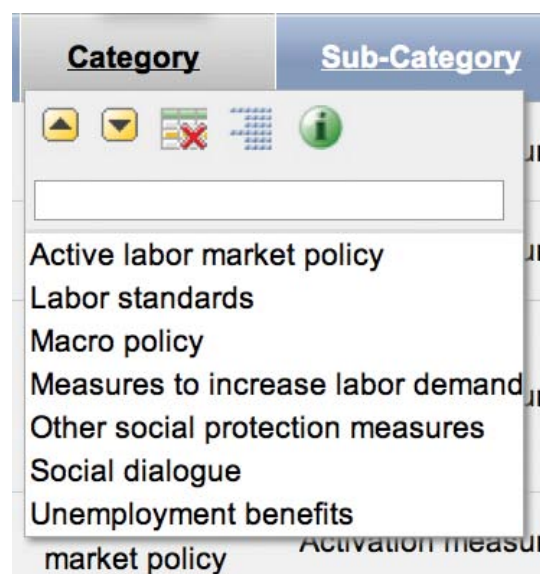 Category
Sub-Category
Active labor market policy
Labor standards
Macro policy
Measures to increase labor demand
Other social protection measures
Social dialogue
Unemployment benefits
market policy
Activation